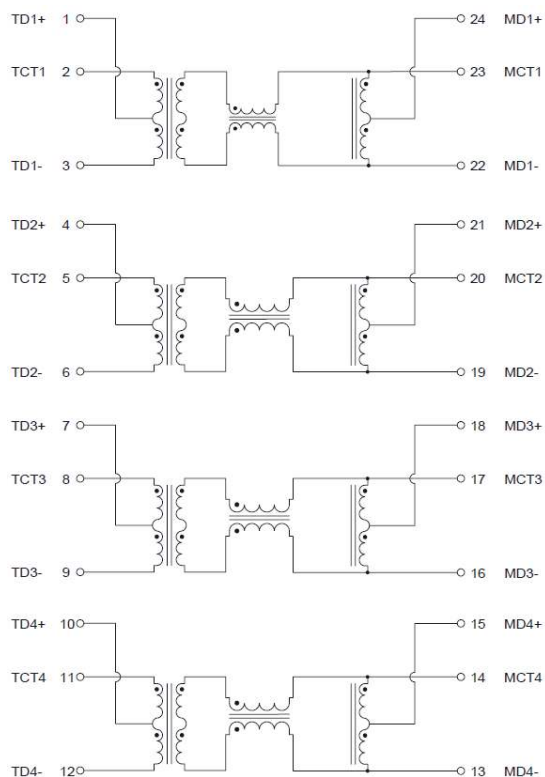 TD1+ 1 24 MD1+
TCT1 2 23 MCT1
TD1- 3 22 MD1-
TD2+ 4 21 MD2+
TCT2 5 20 MCT2
TD2- 6 19 MD2-
TD3+ 7 18 MD3+
TCT3 8 17 MCT3
TD3- 9 16 MD3-
TD4+ 10 15 MD4+
TCT4 11 14 MCT4
TD4- 12 13 MD4-